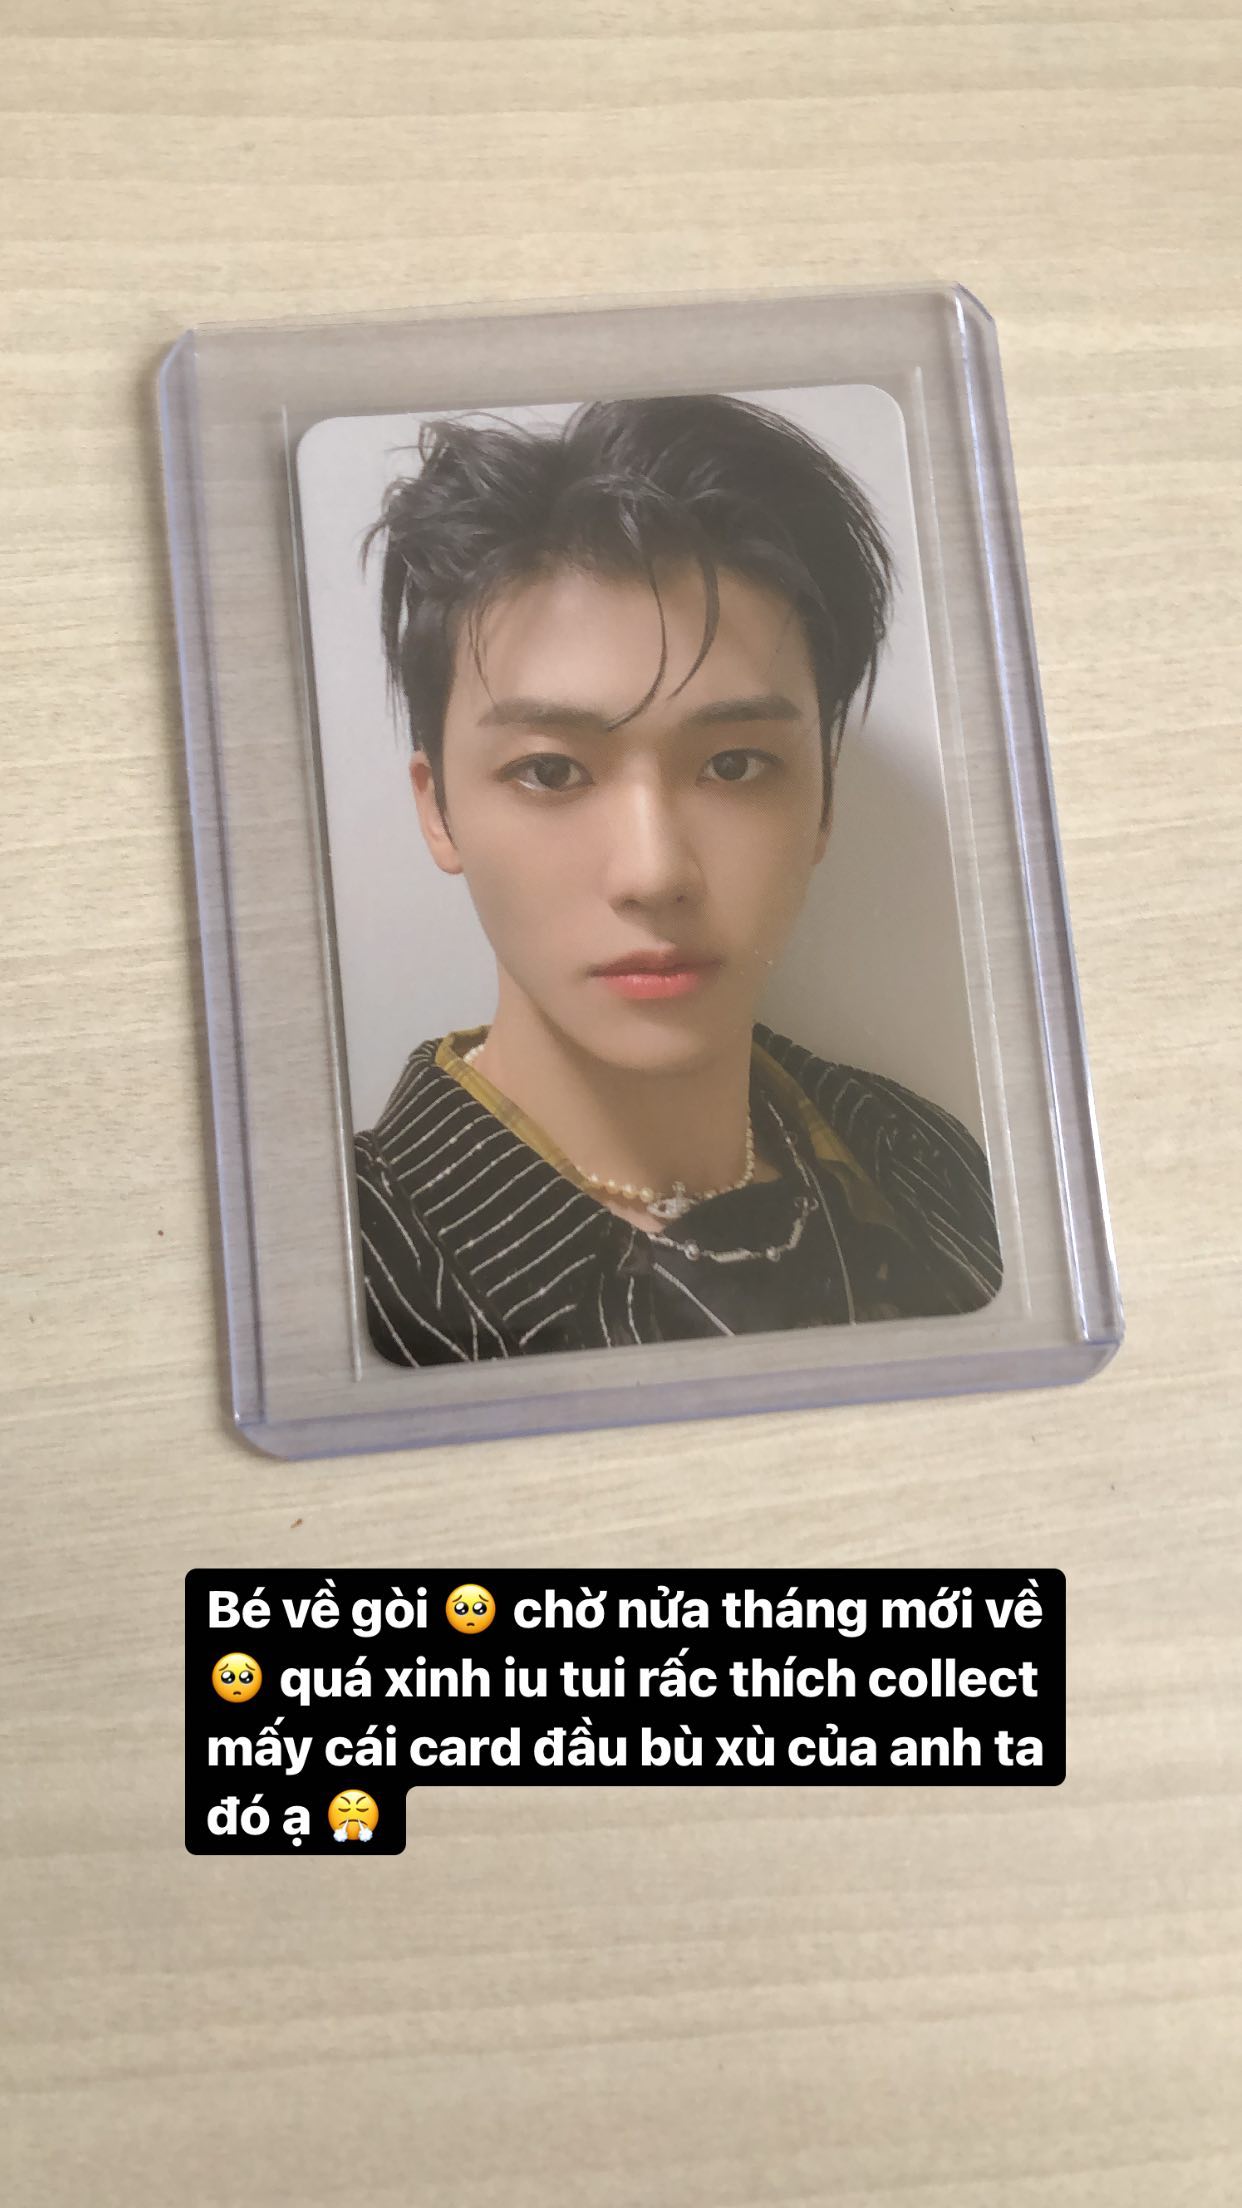 Bé về gòi 🥺 chờ nửa tháng mới về
🥺 quá xinh iu tui rấc thích collect
mấy cái card đầu bù xù của anh ta
đó ạ 😤